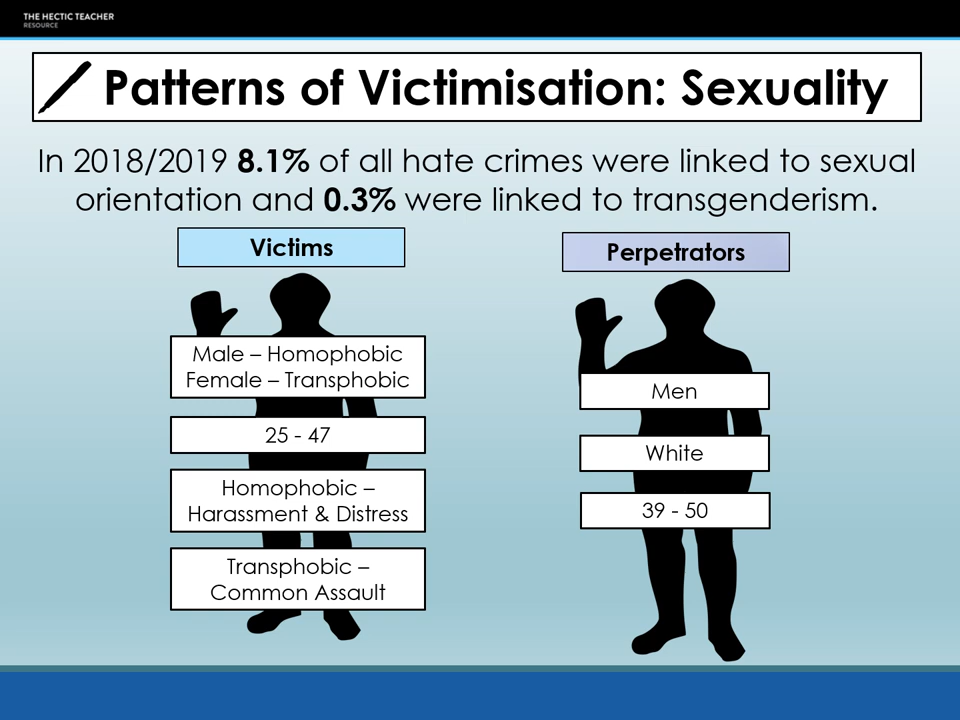 THE HECTIC TEACHER
RESOURCE
Patterns of Victimisation: Sexuality
In 2018/2019 8.1% of all hate crimes were linked to sexual
orientation and 0.3% were linked to transgenderism.
Victims
Male – Homophobic
Female – Transphobic
25 - 47
Homophobic –
Harassment & Distress
Transphobic –
Common Assault
Perpetrators
Men
White
39 - 50